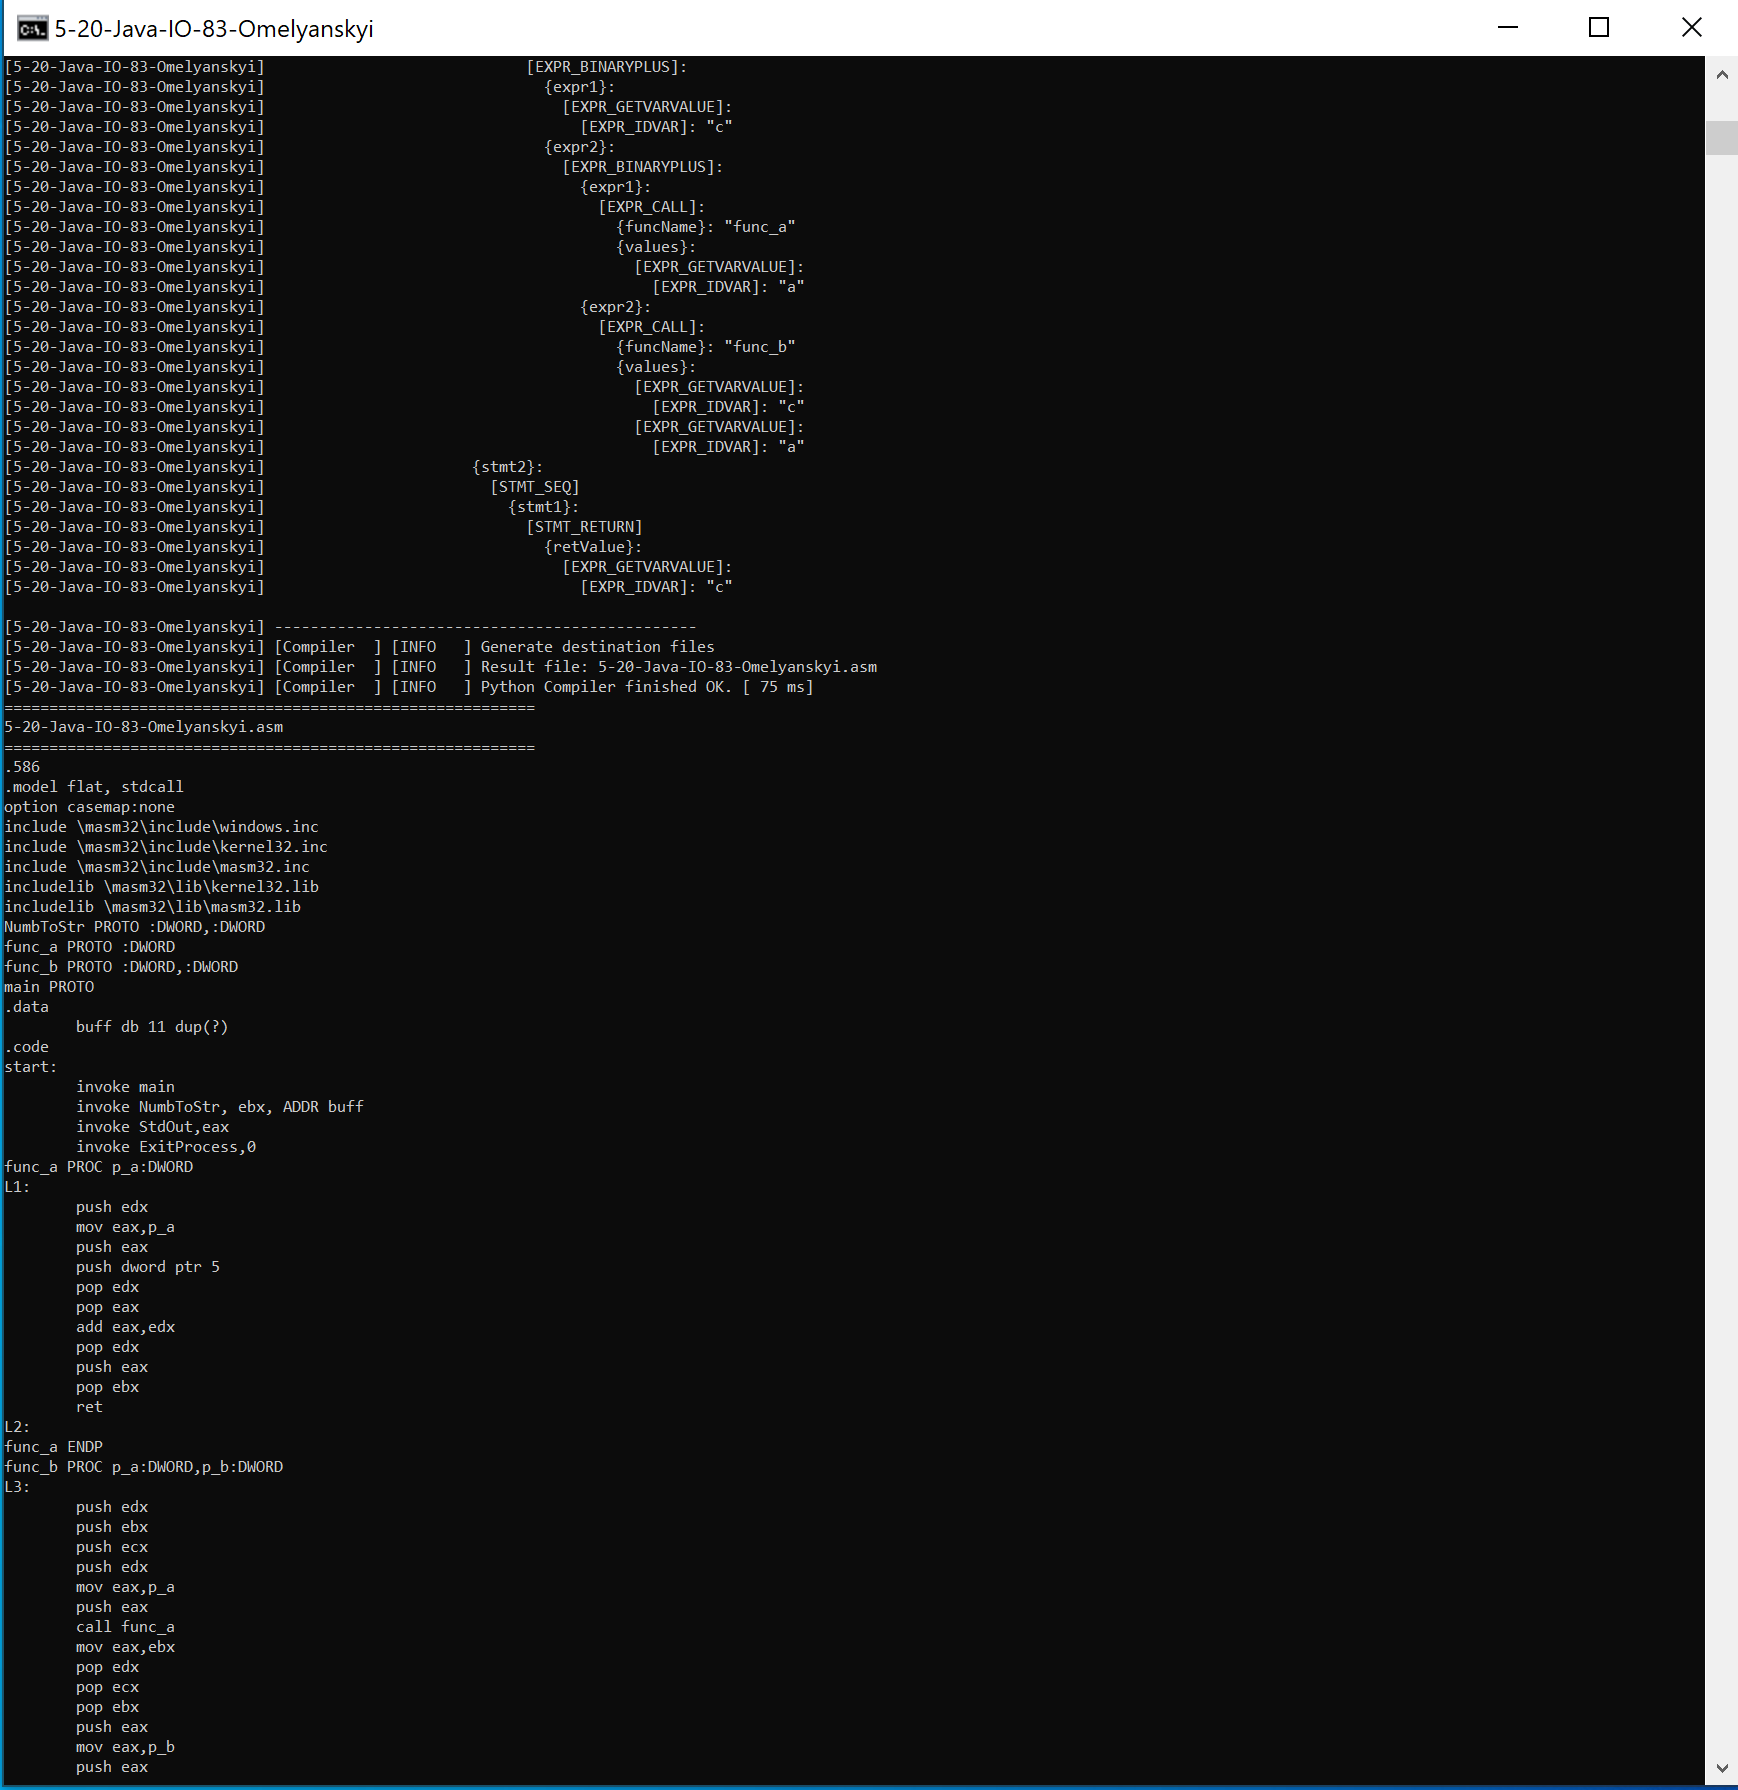 5-20-Java-IO-83-Omelyanskyi
[5-20-Java-IO-83-Omelyanskyi]                             [EXPR_BINARYPLUS]:
[5-20-Java-IO-83-Omelyanskyi]                               {expr1}:
[5-20-Java-IO-83-Omelyanskyi]                                 [EXPR_GETVARVALUE]:
[5-20-Java-IO-83-Omelyanskyi]                                   [EXPR_IDVAR]: "c"
[5-20-Java-IO-83-Omelyanskyi]                               {expr2}:
[5-20-Java-IO-83-Omelyanskyi]                                 [EXPR_BINARYPLUS]:
[5-20-Java-IO-83-Omelyanskyi]                                   {expr1}:
[5-20-Java-IO-83-Omelyanskyi]                                     [EXPR_CALL]:
[5-20-Java-IO-83-Omelyanskyi]                                       {funcName}: "func_a"
[5-20-Java-IO-83-Omelyanskyi]                                       {values}:
[5-20-Java-IO-83-Omelyanskyi]                                         [EXPR_GETVARVALUE]:
[5-20-Java-IO-83-Omelyanskyi]                                           [EXPR_IDVAR]: "a"
[5-20-Java-IO-83-Omelyanskyi]                                   {expr2}:
[5-20-Java-IO-83-Omelyanskyi]                                     [EXPR_CALL]:
[5-20-Java-IO-83-Omelyanskyi]                                       {funcName}: "func_b"
[5-20-Java-IO-83-Omelyanskyi]                                       {values}:
[5-20-Java-IO-83-Omelyanskyi]                                         [EXPR_GETVARVALUE]:
[5-20-Java-IO-83-Omelyanskyi]                                           [EXPR_IDVAR]: "c"
[5-20-Java-IO-83-Omelyanskyi]                                         [EXPR_GETVARVALUE]:
[5-20-Java-IO-83-Omelyanskyi]                                           [EXPR_IDVAR]: "a"
[5-20-Java-IO-83-Omelyanskyi]                       {stmt2}:
[5-20-Java-IO-83-Omelyanskyi]                         [STMT_SEQ]
[5-20-Java-IO-83-Omelyanskyi]                           {stmt1}:
[5-20-Java-IO-83-Omelyanskyi]                             [STMT_RETURN]
[5-20-Java-IO-83-Omelyanskyi]                               {retValue}:
[5-20-Java-IO-83-Omelyanskyi]                                 [EXPR_GETVARVALUE]:
[5-20-Java-IO-83-Omelyanskyi]                                   [EXPR_IDVAR]: "c"
[5-20-Java-IO-83-Omelyanskyi] -----------------------------------------------
[5-20-Java-IO-83-Omelyanskyi] [Compiler  ] [INFO   ] Generate destination files
[5-20-Java-IO-83-Omelyanskyi] [Compiler  ] [INFO   ] Result file: 5-20-Java-IO-83-Omelyanskyi.asm
[5-20-Java-IO-83-Omelyanskyi] [Compiler  ] [INFO   ] Python Compiler finished OK. [ 75 ms]
===========================================================
5-20-Java-IO-83-Omelyanskyi.asm
===========================================================
.586
.model flat, stdcall
option casemap:none
include \masm32\include\windows.inc
include \masm32\include\kernel32.inc
include \masm32\include\masm32.inc
includelib \masm32\lib\kernel32.lib
includelib \masm32\lib\masm32.lib
NumbToStr PROTO :DWORD,:DWORD
func_a PROTO :DWORD
func_b PROTO :DWORD,:DWORD
main PROTO
.data
        buff db 11 dup(?)
.code
start:
        invoke main
        invoke NumbToStr, ebx, ADDR buff
        invoke StdOut,eax
        invoke ExitProcess,0
func_a PROC p_a:DWORD
L1:
        push edx
        mov eax,p_a
        push eax
        push dword ptr 5
        pop edx
        pop eax
        add eax,edx
        pop edx
        push eax
        pop ebx
        ret
L2:
func_a ENDP
func_b PROC p_a:DWORD,p_b:DWORD
L3:
        push edx
        push ebx
        push ecx
        push edx
        mov eax,p_a
        push eax
        call func_a
        mov eax,ebx
        pop edx
        pop ecx
        pop ebx
        push eax
        mov eax,p_b
        push eax